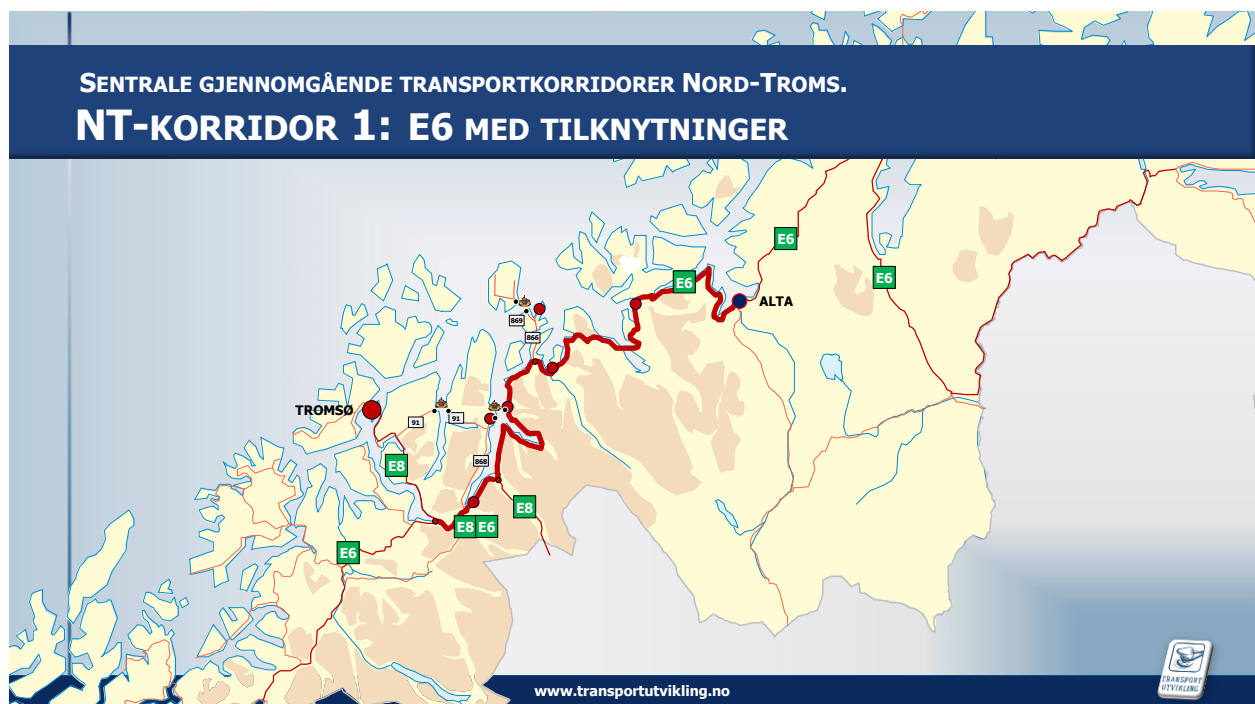 SENTRALE GJENNOMGÅENDE TRANSPORTKORRIDORER NORD-TROMS.
NT-KORRIDOR 1: E6 MED TILKNYTNINGER
E6
E6
E6
ALTA
869
866
TROMSØ
91
91
868
E8
E8
E8 E6
E6
www.transportutvikling.no
TRANSPORT
UTVIKLING